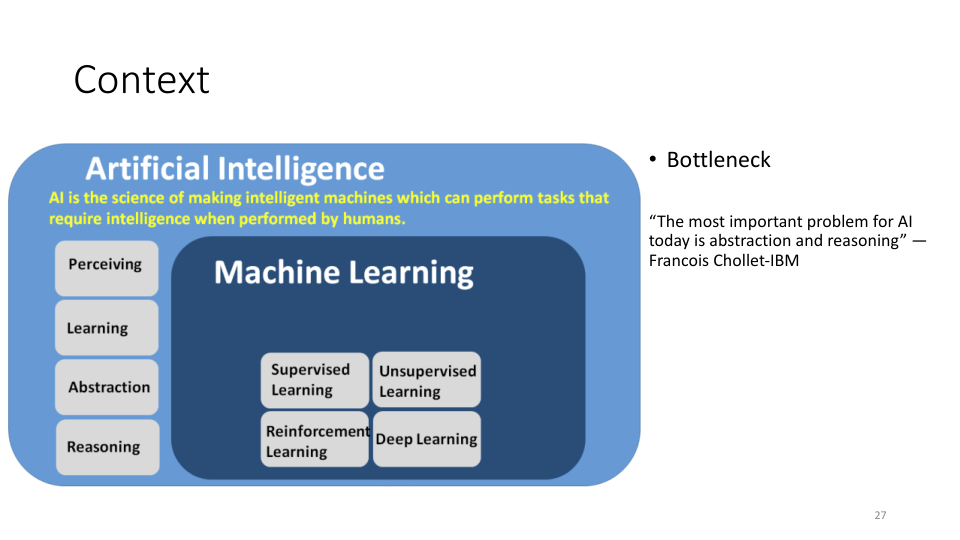 Context
Artificial Intelligence
AI is the science of making intelligent machines which can perform tasks that
require intelligence when performed by humans.
Perceiving
Learning
Abstraction
Reasoning
Machine Learning
Supervised
Learning
Unsupervised
Learning
Reinforcement
Learning
Deep Learning
• Bottleneck
“The most important problem for AI
today is abstraction and reasoning” —
Francois Chollet-IBM
27